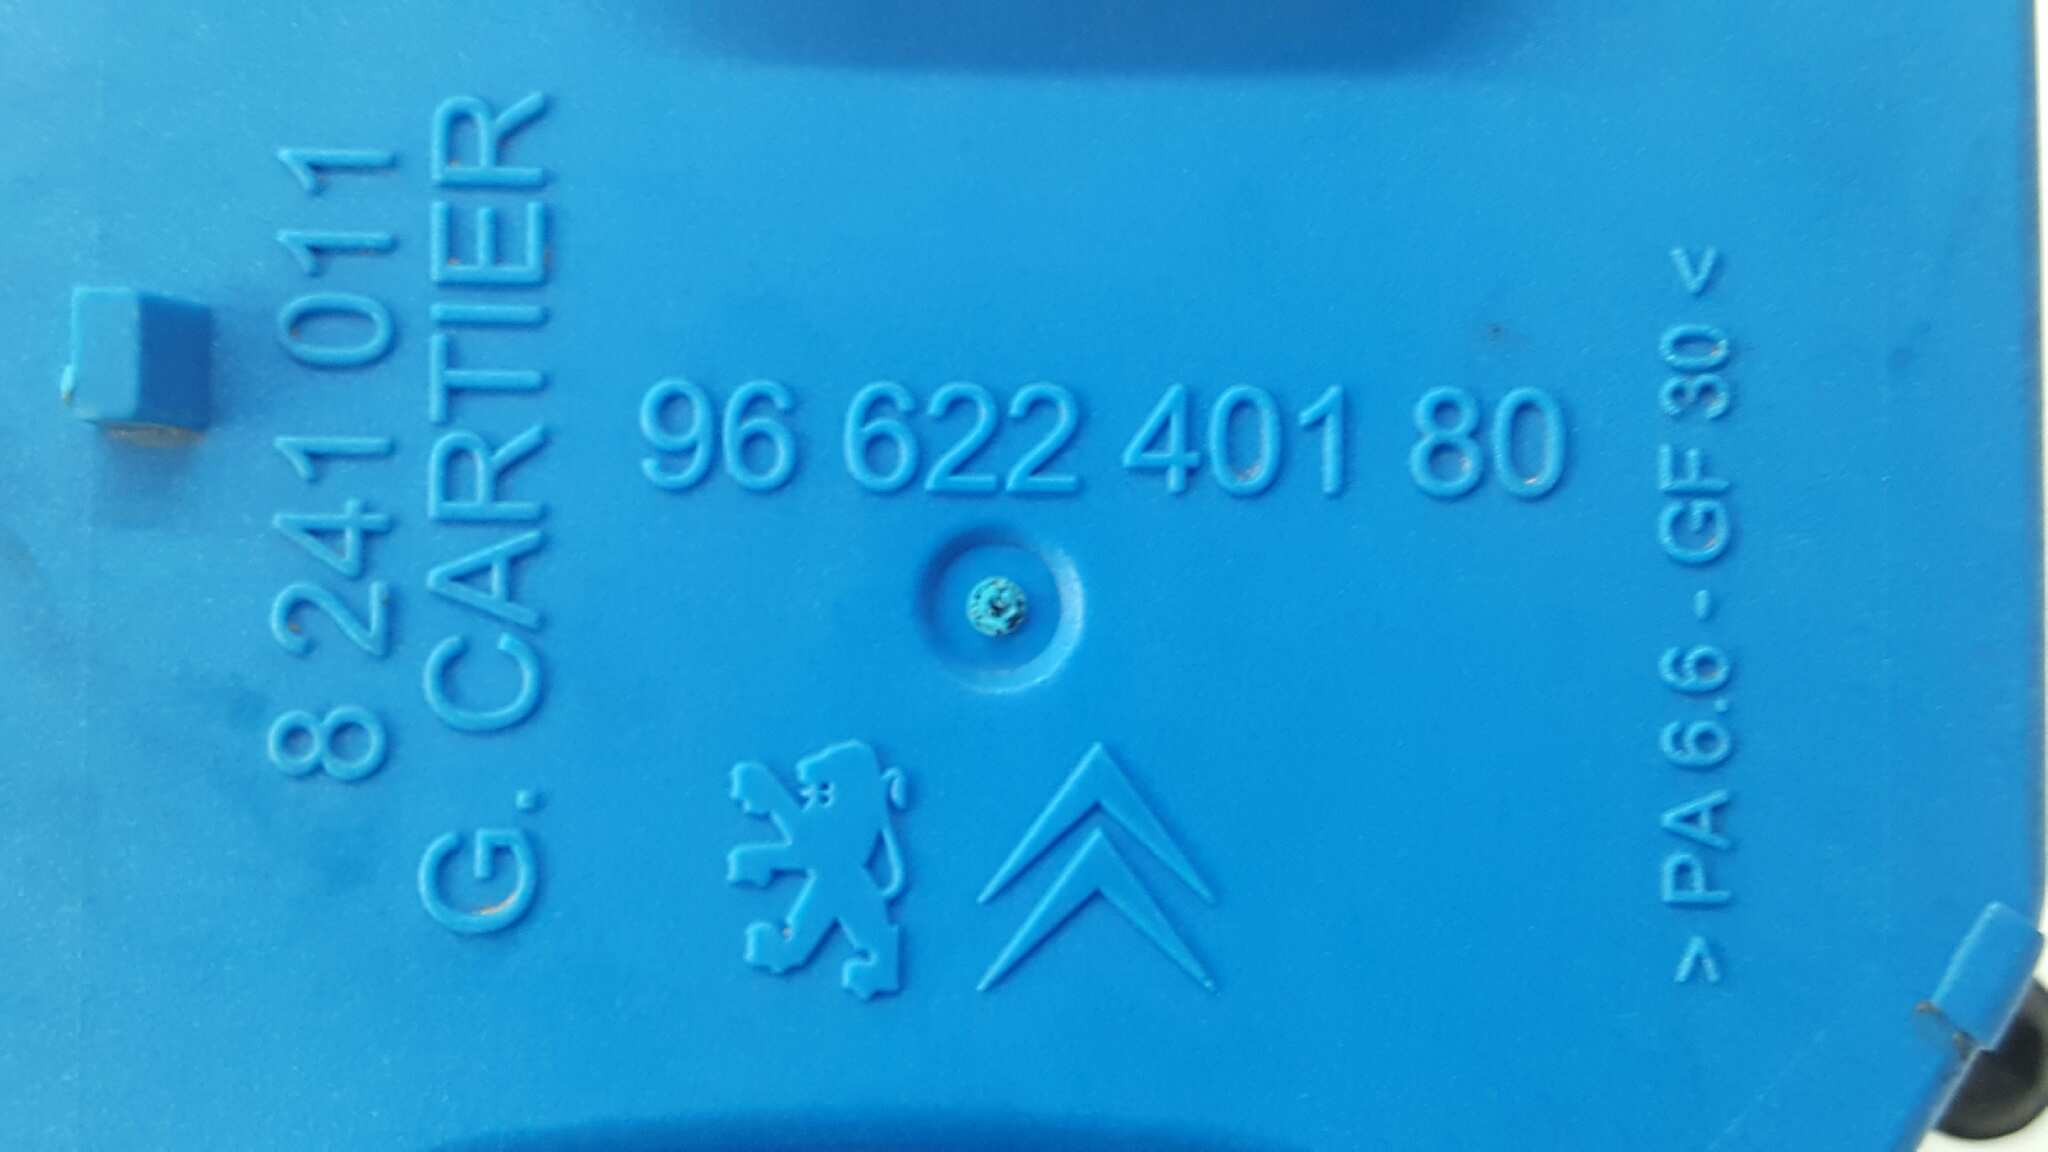 8 241 011
G. CARTIER
96 622 401 80
>PA 6.6 - GF 30<